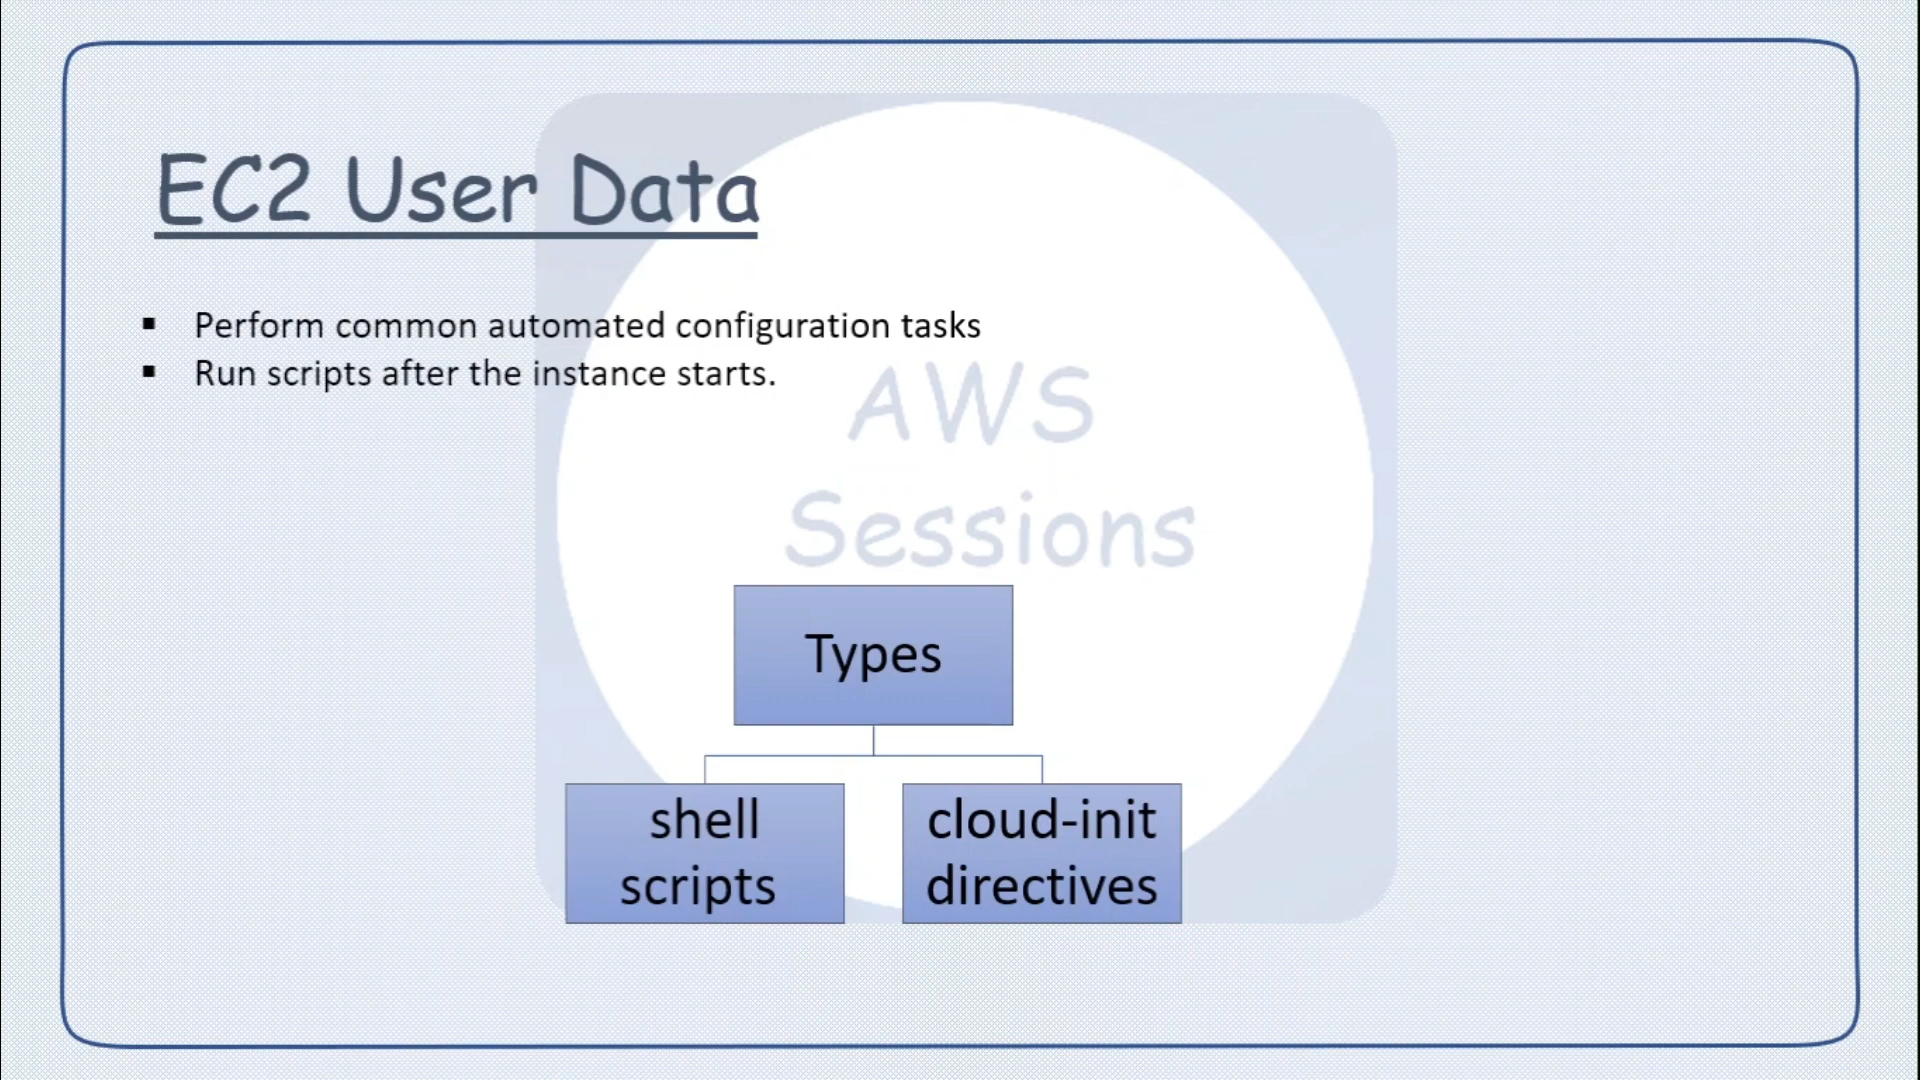 EC2 User Data
▪ Perform common automated configuration tasks
▪ Run scripts after the instance starts.
AWS
Sessions
Types
shell
scripts
cloud-init
directives